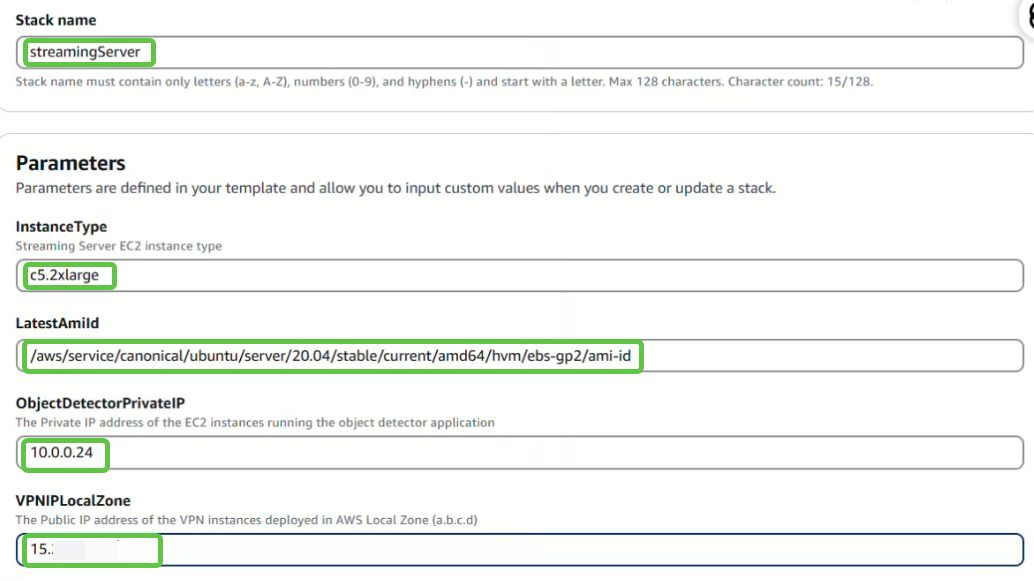 Stack name
streamingServer
Stack name must contain only letters (a-z, A-Z), numbers (0-9), and hyphens (-) and start with a letter. Max 128 characters. Character count: 15/128.
Parameters
Parameters are defined in your template and allow you to input custom values when you create or update a stack.
InstanceType
Streaming Server EC2 instance type
c5.2xlarge
LatestAmiId
/aws/service/canonical/ubuntu/server/20.04/stable/current/amd64/hvm/ebs-gp2/ami-id
ObjectDetectorPrivateIP
The Private IP address of the EC2 instances running the object detector application
10.0.0.24
VPNIPLocalZone
The Public IP address of the VPN instances deployed in AWS Local Zone (a.b.c.d)
15.